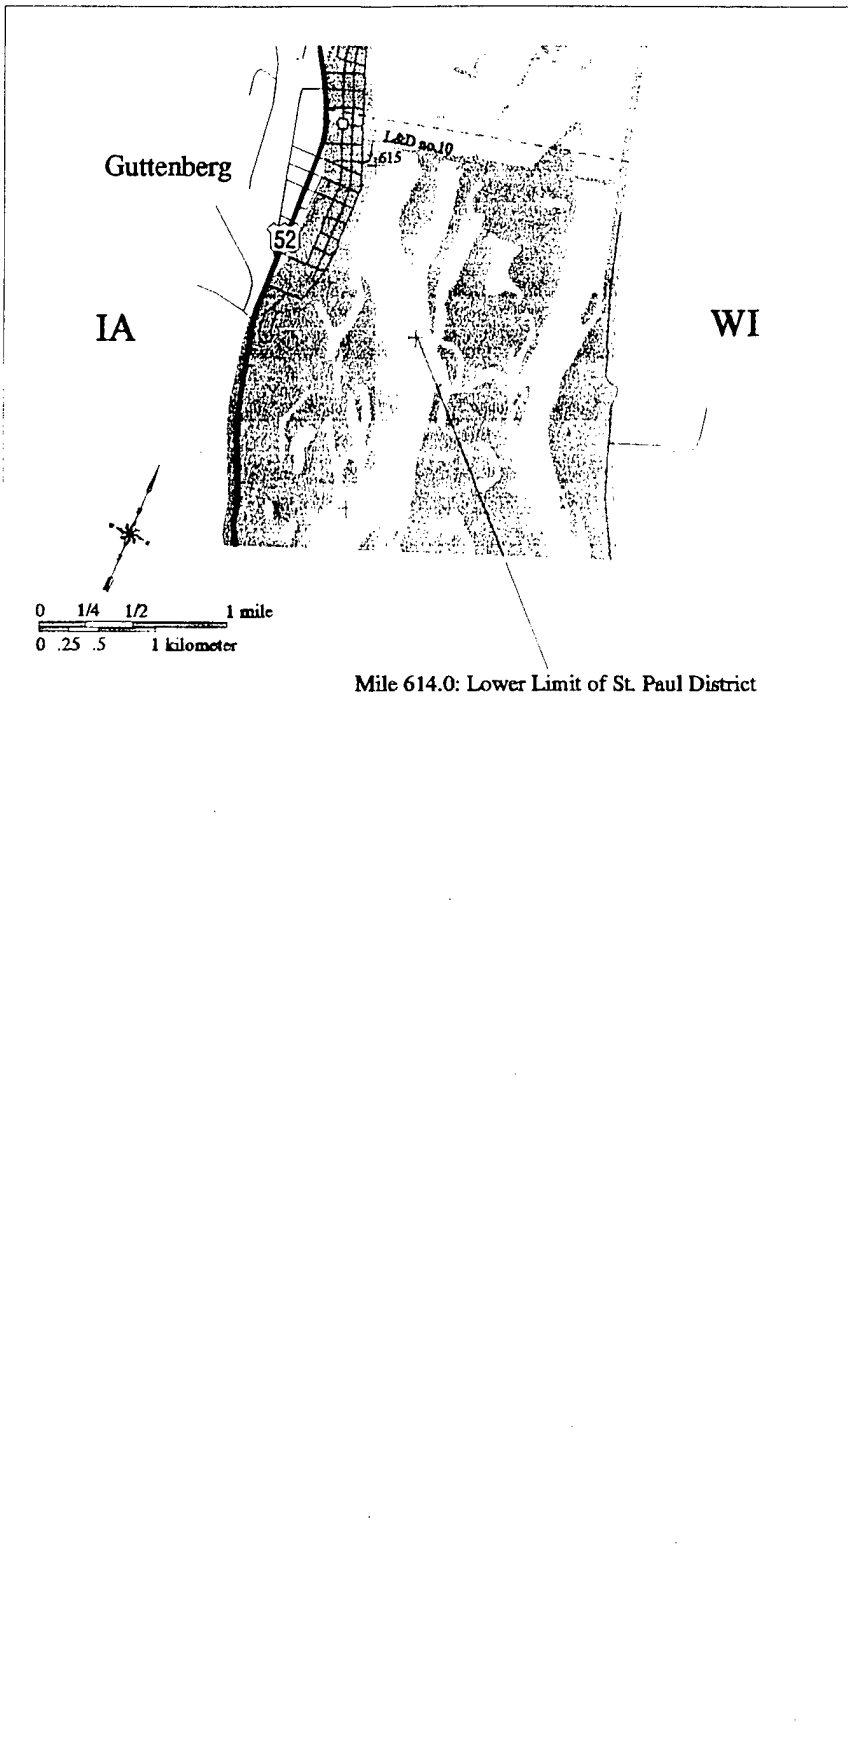 L&D no.10
615
Guttenberg
52
IA
WI
0 1/4 1/2 1 mile
0 .25 .5 1 kilometer
Mile 614.0: Lower Limit of St. Paul District